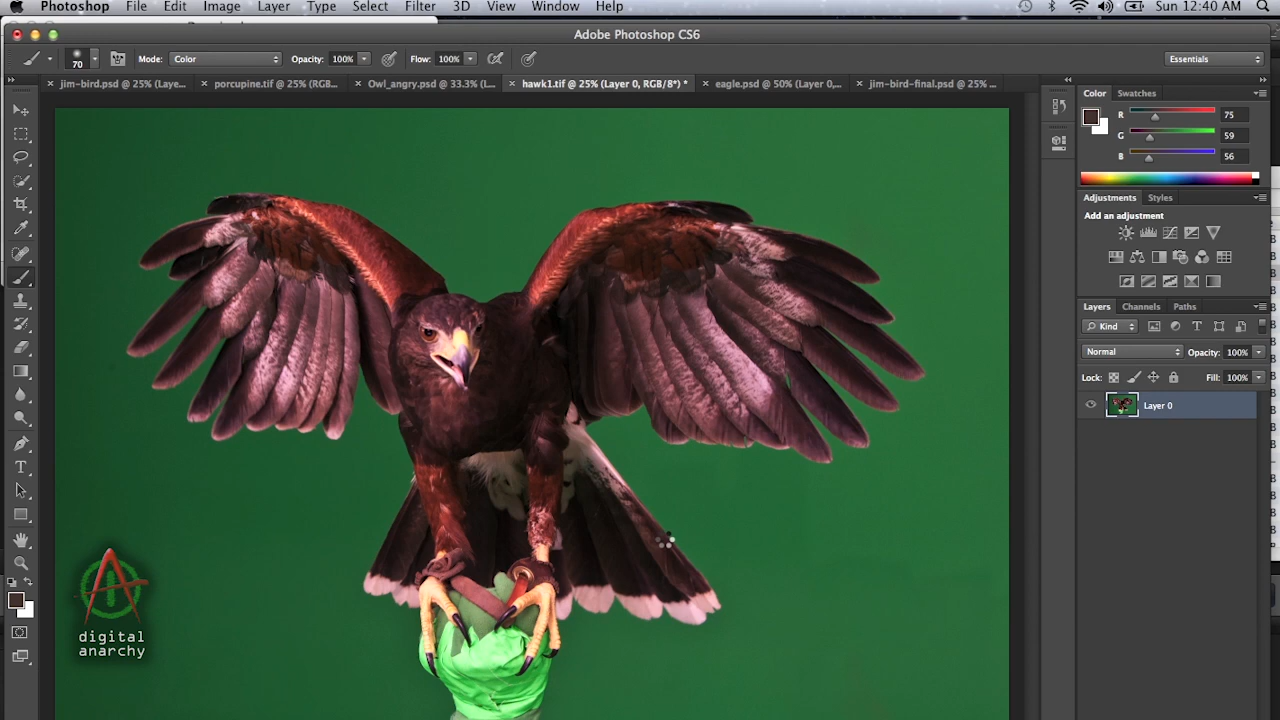 Photoshop File Edit Image Layer Type Select Filter 3D View Window Help Sun 12:40 AM
Adobe Photoshop CS6
70 Mode: Color Opacity: 100% Flow: 100% Essentials
jim-bird.psd @ 25% (Laye... porcupine.tif @ 25% (RGB... Owl_angry.psd @ 33.3% (L... hawk1.tif @ 25% (Layer 0, RGB/8*) * eagle.psd @ 50% (Layer 0,... jim-bird-final.psd @ 25% ...
Color Swatches
R 75
G 59
B 56
Adjustments Styles
Add an adjustment
Layers Channels Paths
Kind
Normal Opacity: 100%
Lock: Fill: 100%
Layer 0
digital
anarchy